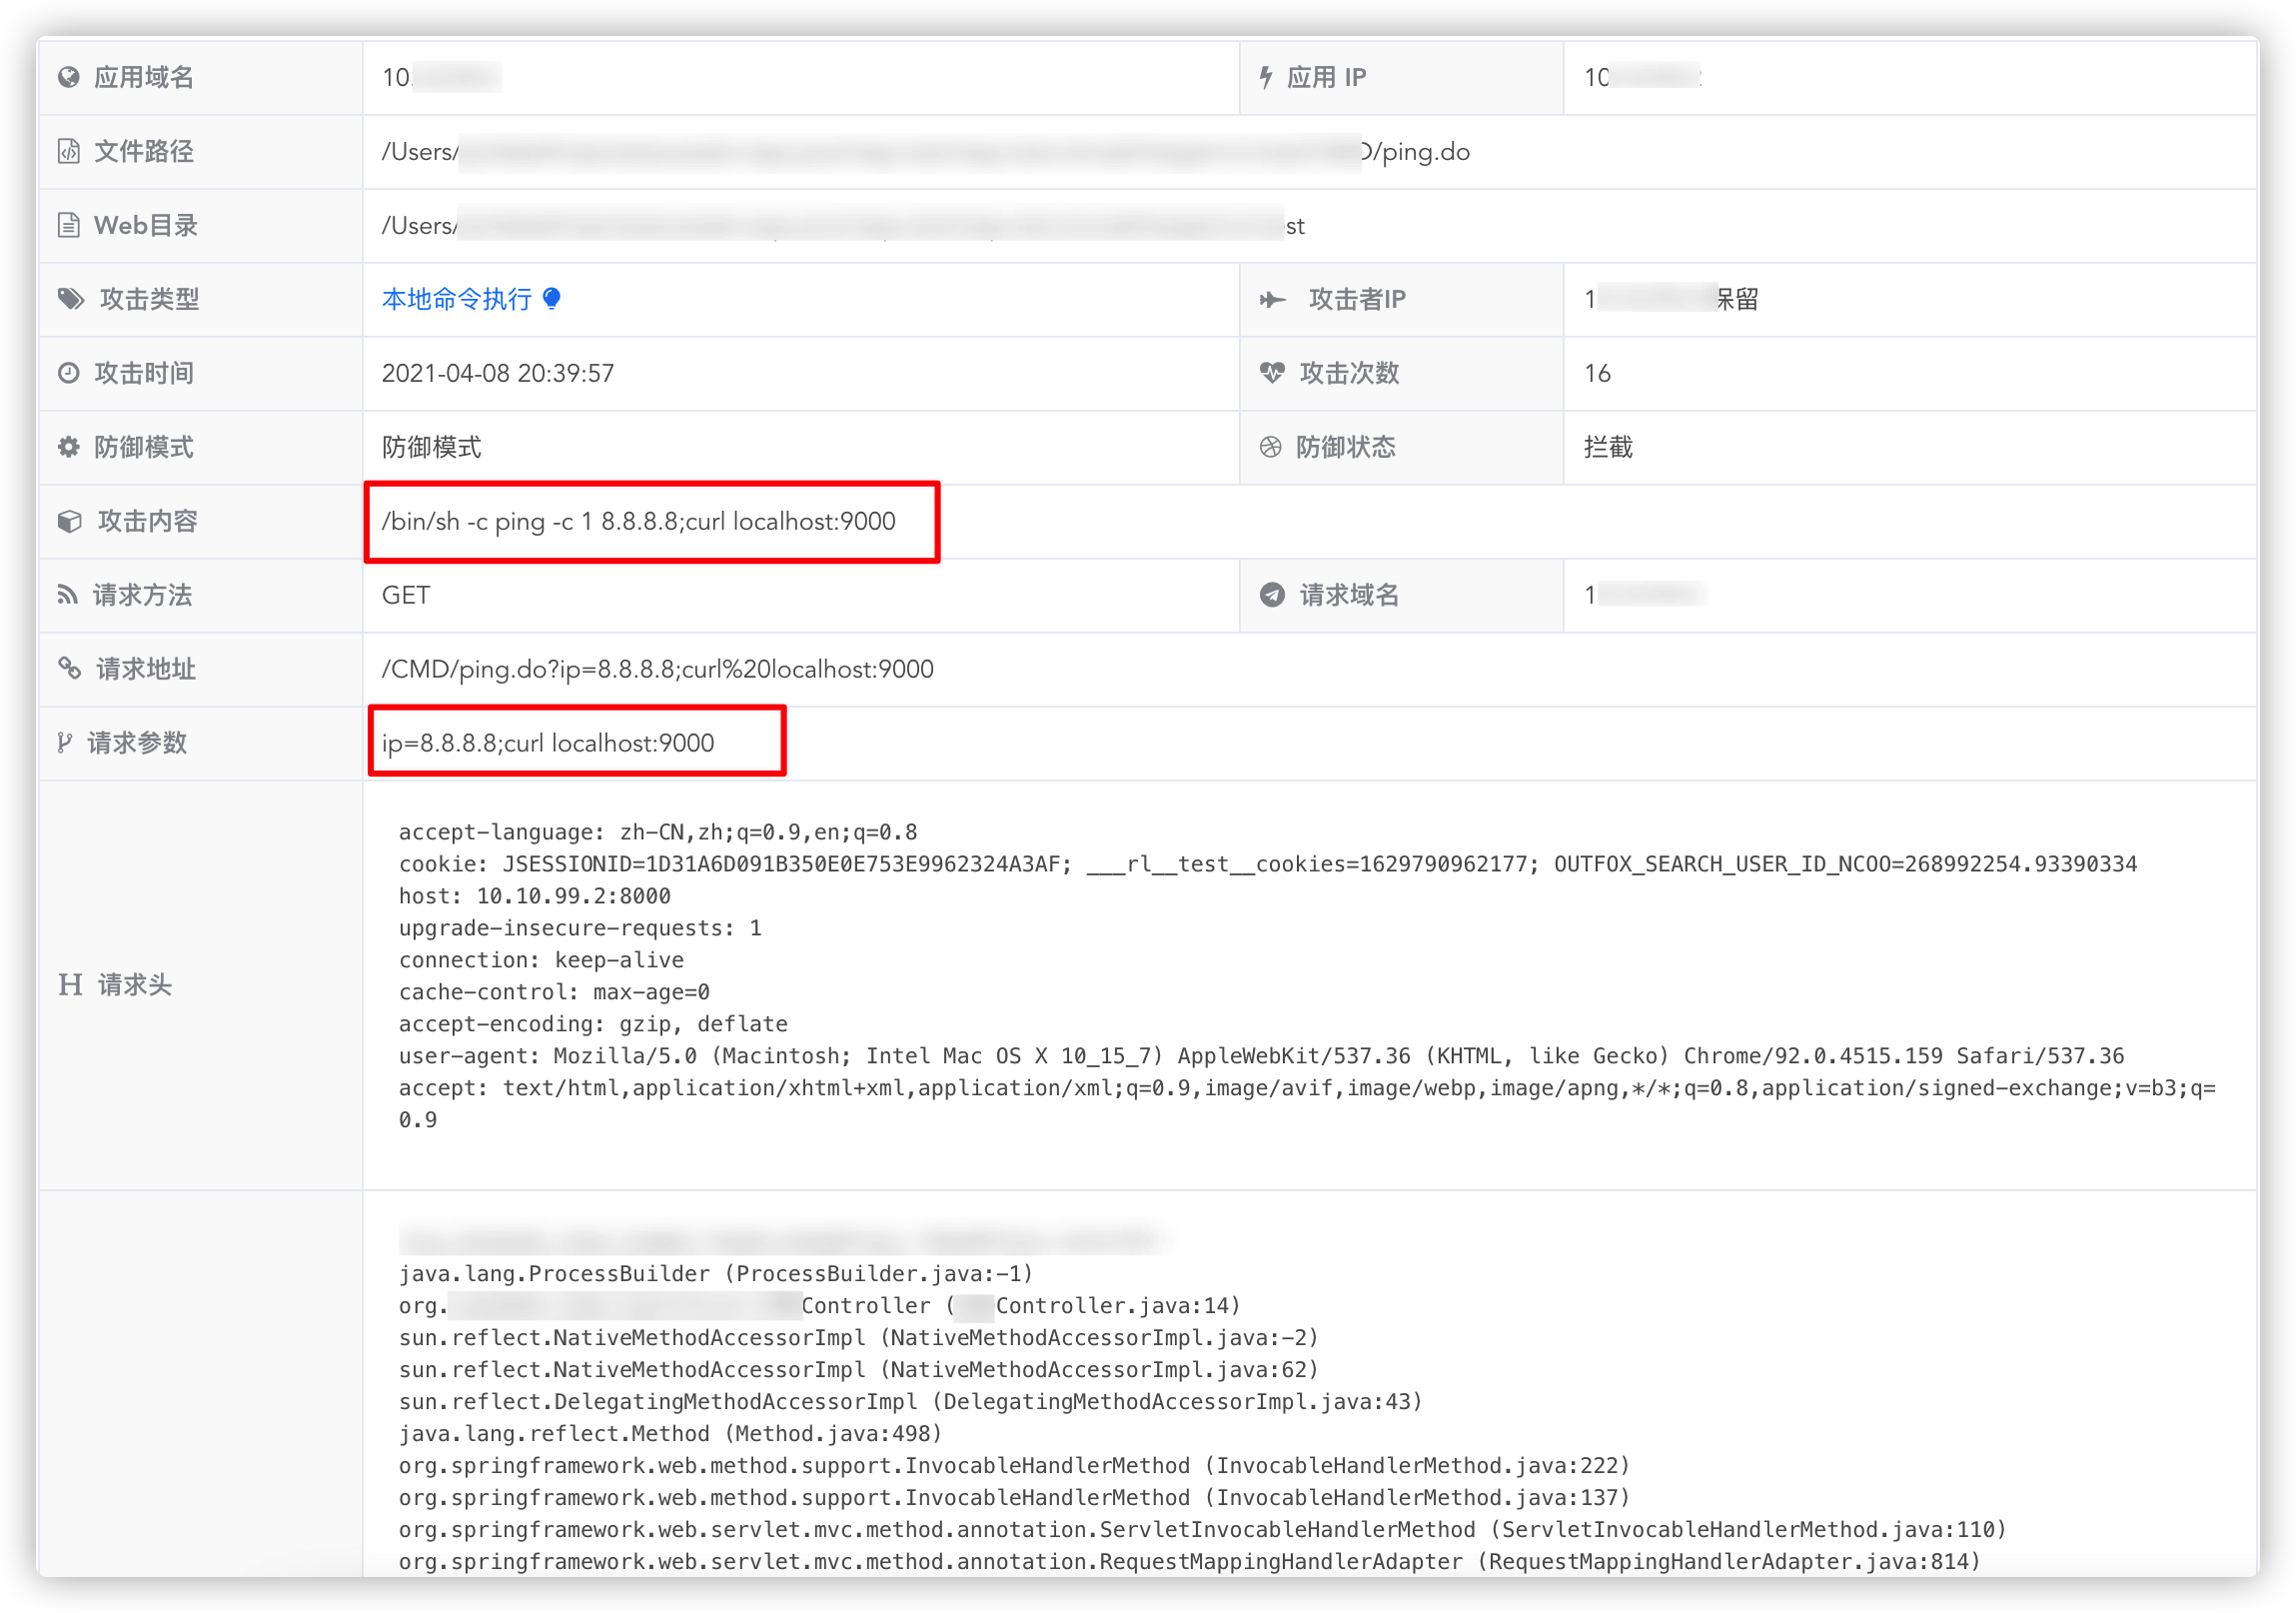 应用域名 10. 应用 IP 10
文件路径 /Users/ /ping.do
Web目录 /Users/ st
攻击类型 本地命令执行 攻击者IP 1 保留
攻击时间 2021-04-08 20:39:57 攻击次数 16
防御模式 防御模式 防御状态 拦截
攻击内容 /bin/sh -c ping -c 1 8.8.8.8;curl localhost:9000
请求方法 GET 请求域名 1
请求地址 /CMD/ping.do?ip=8.8.8.8;curl%20localhost:9000
请求参数 ip=8.8.8.8;curl localhost:9000
H 请求头
accept-language: zh-CN,zh;q=0.9,en;q=0.8
cookie: JSESSIONID=1D31A6D091B350E0E753E9962324A3AF; ___rl__test__cookies=1629790962177; OUTFOX_SEARCH_USER_ID_NCOO=268992254.93390334
host: 10.10.99.2:8000
upgrade-insecure-requests: 1
connection: keep-alive
cache-control: max-age=0
accept-encoding: gzip, deflate
user-agent: Mozilla/5.0 (Macintosh; Intel Mac OS X 10_15_7) AppleWebKit/537.36 (KHTML, like Gecko) Chrome/92.0.4515.159 Safari/537.36
accept: text/html,application/xhtml+xml,application/xml;q=0.9,image/avif,image/webp,image/apng,*/*;q=0.8,application/signed-exchange;v=b3;q=
0.9
java.lang.ProcessBuilder (ProcessBuilder.java:-1)
org. Controller ( Controller.java:14)
sun.reflect.NativeMethodAccessorImpl (NativeMethodAccessorImpl.java:-2)
sun.reflect.NativeMethodAccessorImpl (NativeMethodAccessorImpl.java:62)
sun.reflect.DelegatingMethodAccessorImpl (DelegatingMethodAccessorImpl.java:43)
java.lang.reflect.Method (Method.java:498)
org.springframework.web.method.support.InvocableHandlerMethod (InvocableHandlerMethod.java:222)
org.springframework.web.method.support.InvocableHandlerMethod (InvocableHandlerMethod.java:137)
org.springframework.web.servlet.mvc.method.annotation.ServletInvocableHandlerMethod (ServletInvocableHandlerMethod.java:110)
org.springframework.web.servlet.mvc.method.annotation.RequestMappingHandlerAdapter (RequestMappingHandlerAdapter.java:814)